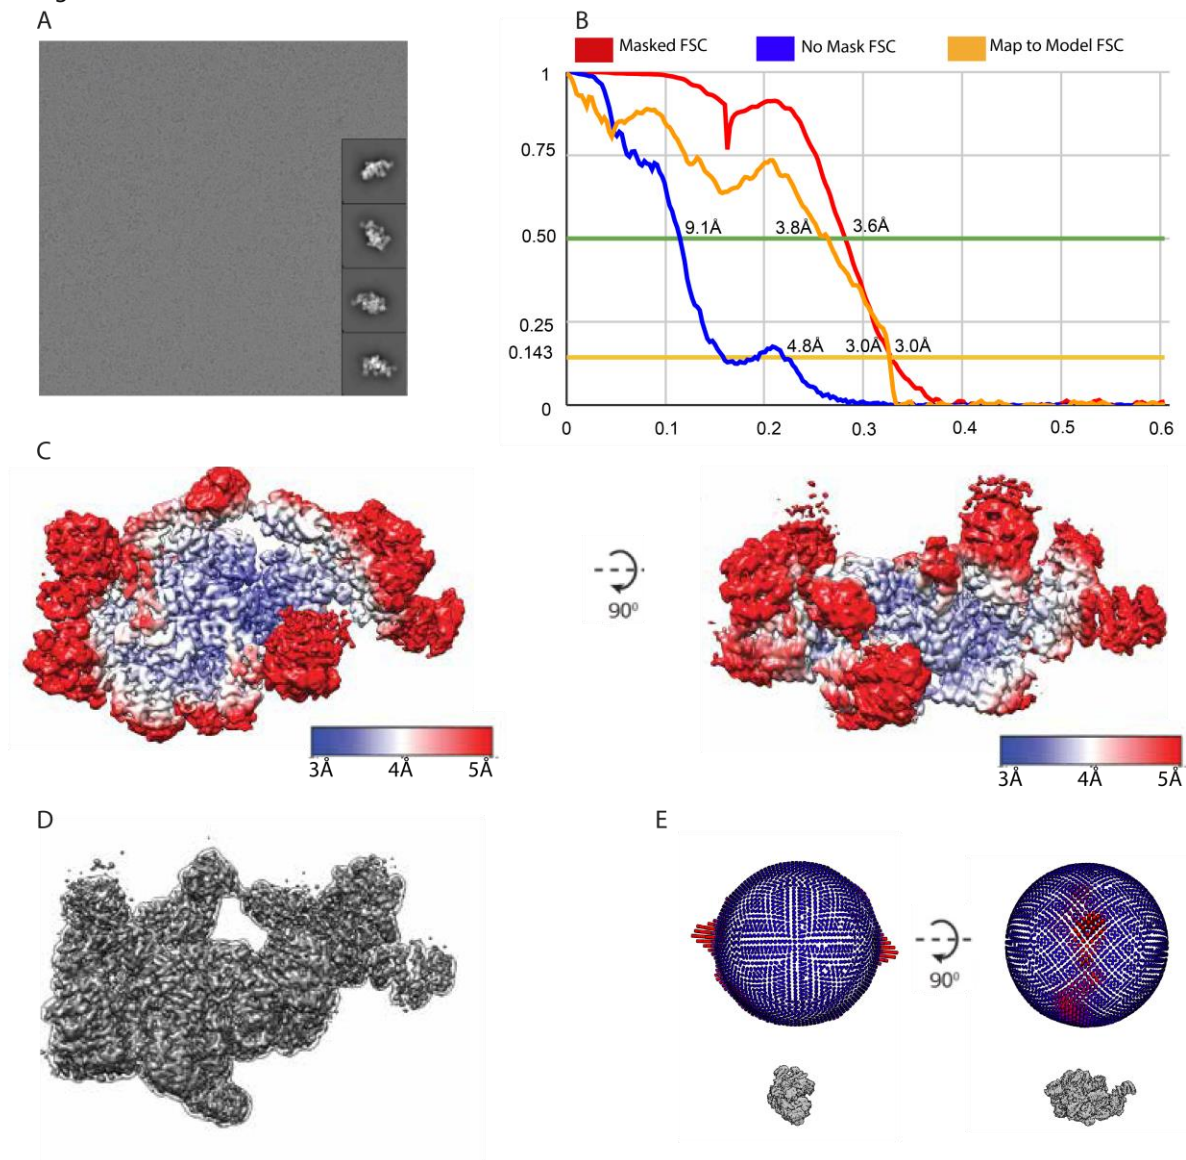 A
B
Masked FSC
No Mask FSC
Map to Model FSC
1
0.75
9.1Å
3.8Å
3.6Å
0.50
0.25
0.143
4.8Å
3.0Å
3.0Å
0
0
0.1
0.2
0.3
0.4
0.5
0.6
C
90⁰
3Å
4Å
5Å
3Å
4Å
5Å
D
E
90⁰